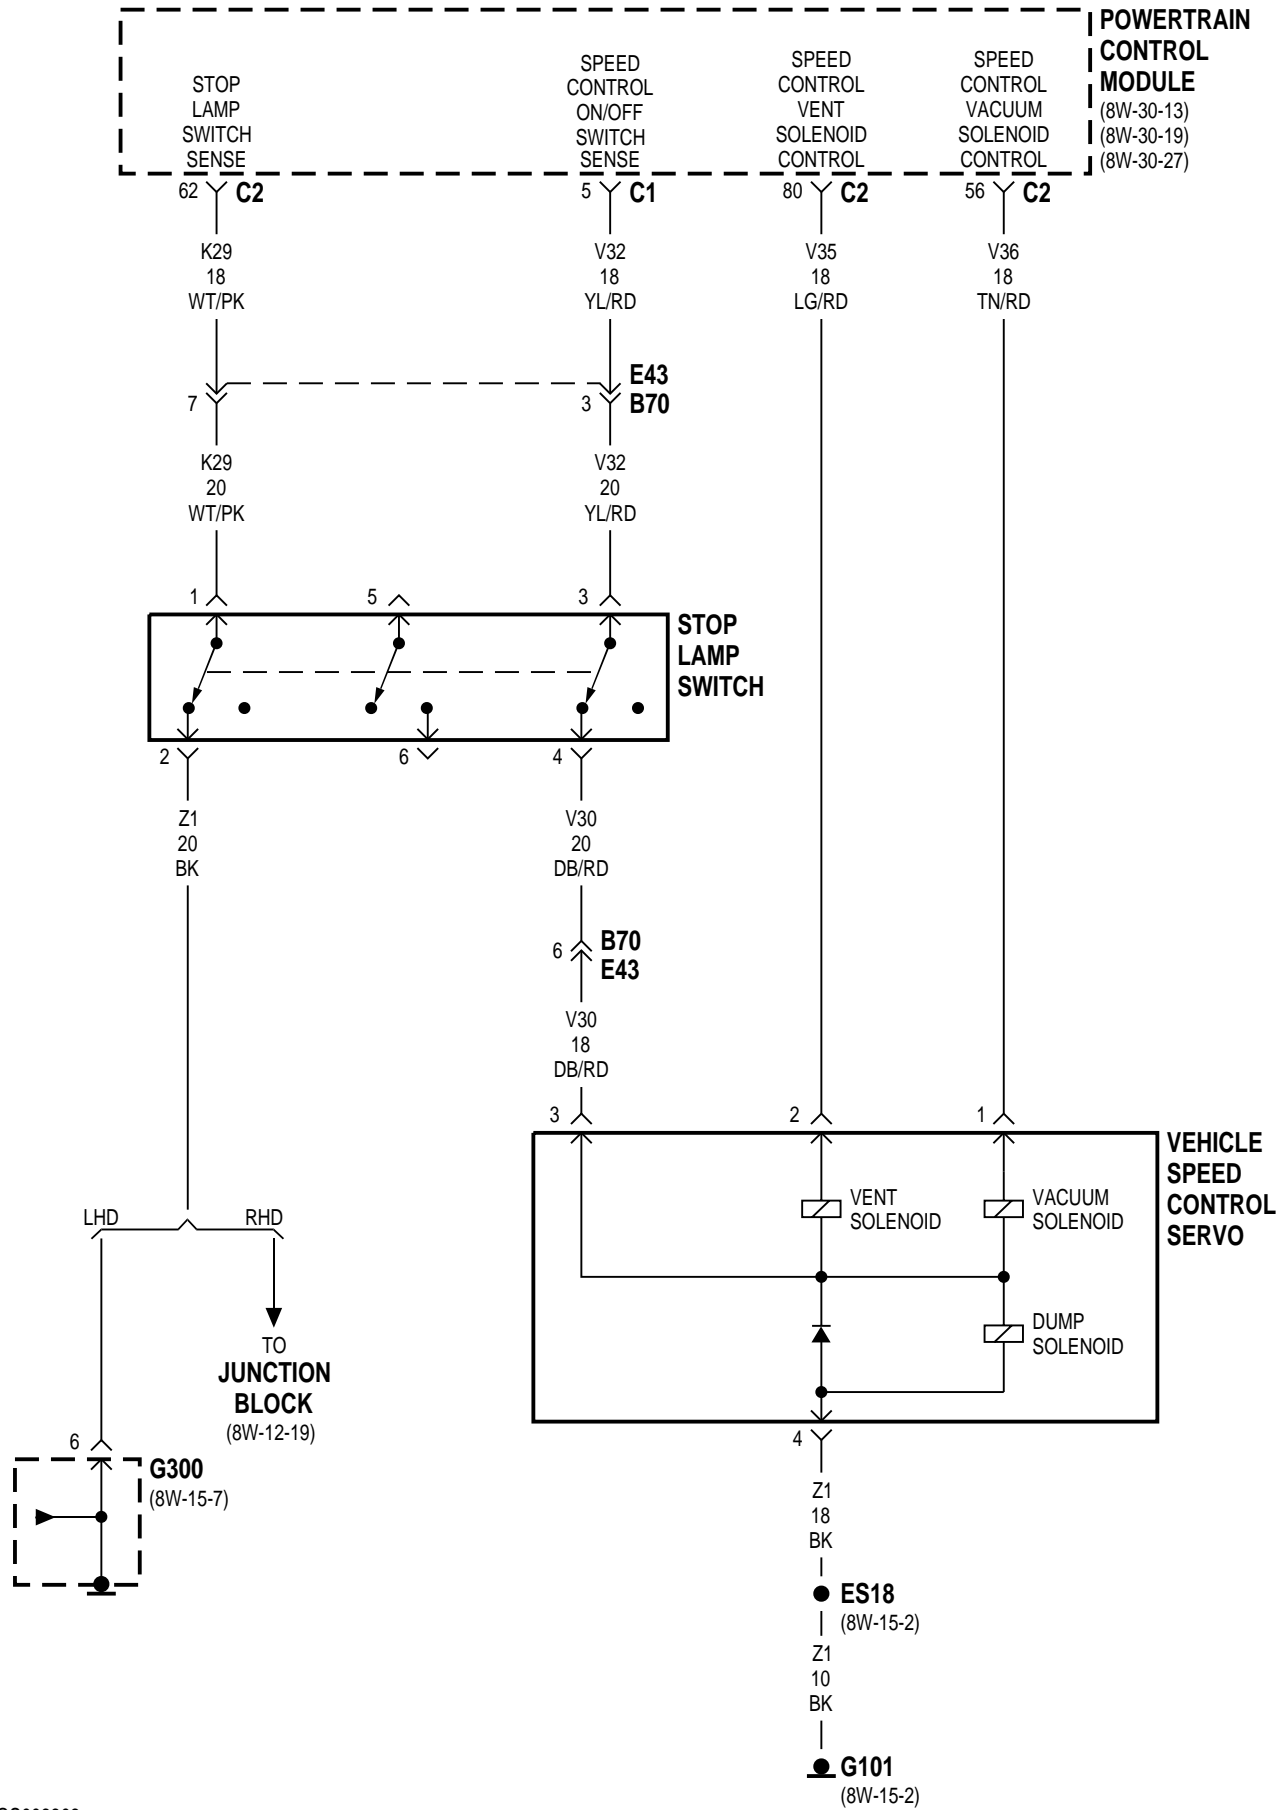 POWERTRAIN
CONTROL
MODULE
(8W-30-13)
(8W-30-19)
(8W-30-27)
STOP
LAMP
SWITCH
SENSE
SPEED
CONTROL
ON/OFF
SWITCH
SENSE
SPEED
CONTROL
VENT
SOLENOID
CONTROL
SPEED
CONTROL
VACUUM
SOLENOID
CONTROL
62 C2
5 C1
80 C2
56 C2
K29
18
WT/PK
V32
18
YL/RD
V35
18
LG/RD
V36
18
TN/RD
E43
7
3 B70
K29
20
WT/PK
V32
20
YL/RD
1
5
3
STOP
LAMP
SWITCH
2
6
4
Z1
20
BK
V30
20
DB/RD
6 B70
E43
V30
18
DB/RD
3
2
1
VEHICLE
SPEED
CONTROL
SERVO
VENT
SOLENOID
VACUUM
SOLENOID
DUMP
SOLENOID
LHD
RHD
TO
JUNCTION
BLOCK
(8W-12-19)
6
G300
(8W-15-7)
4
Z1
18
BK
ES18
(8W-15-2)
Z1
10
BK
G101
(8W-15-2)